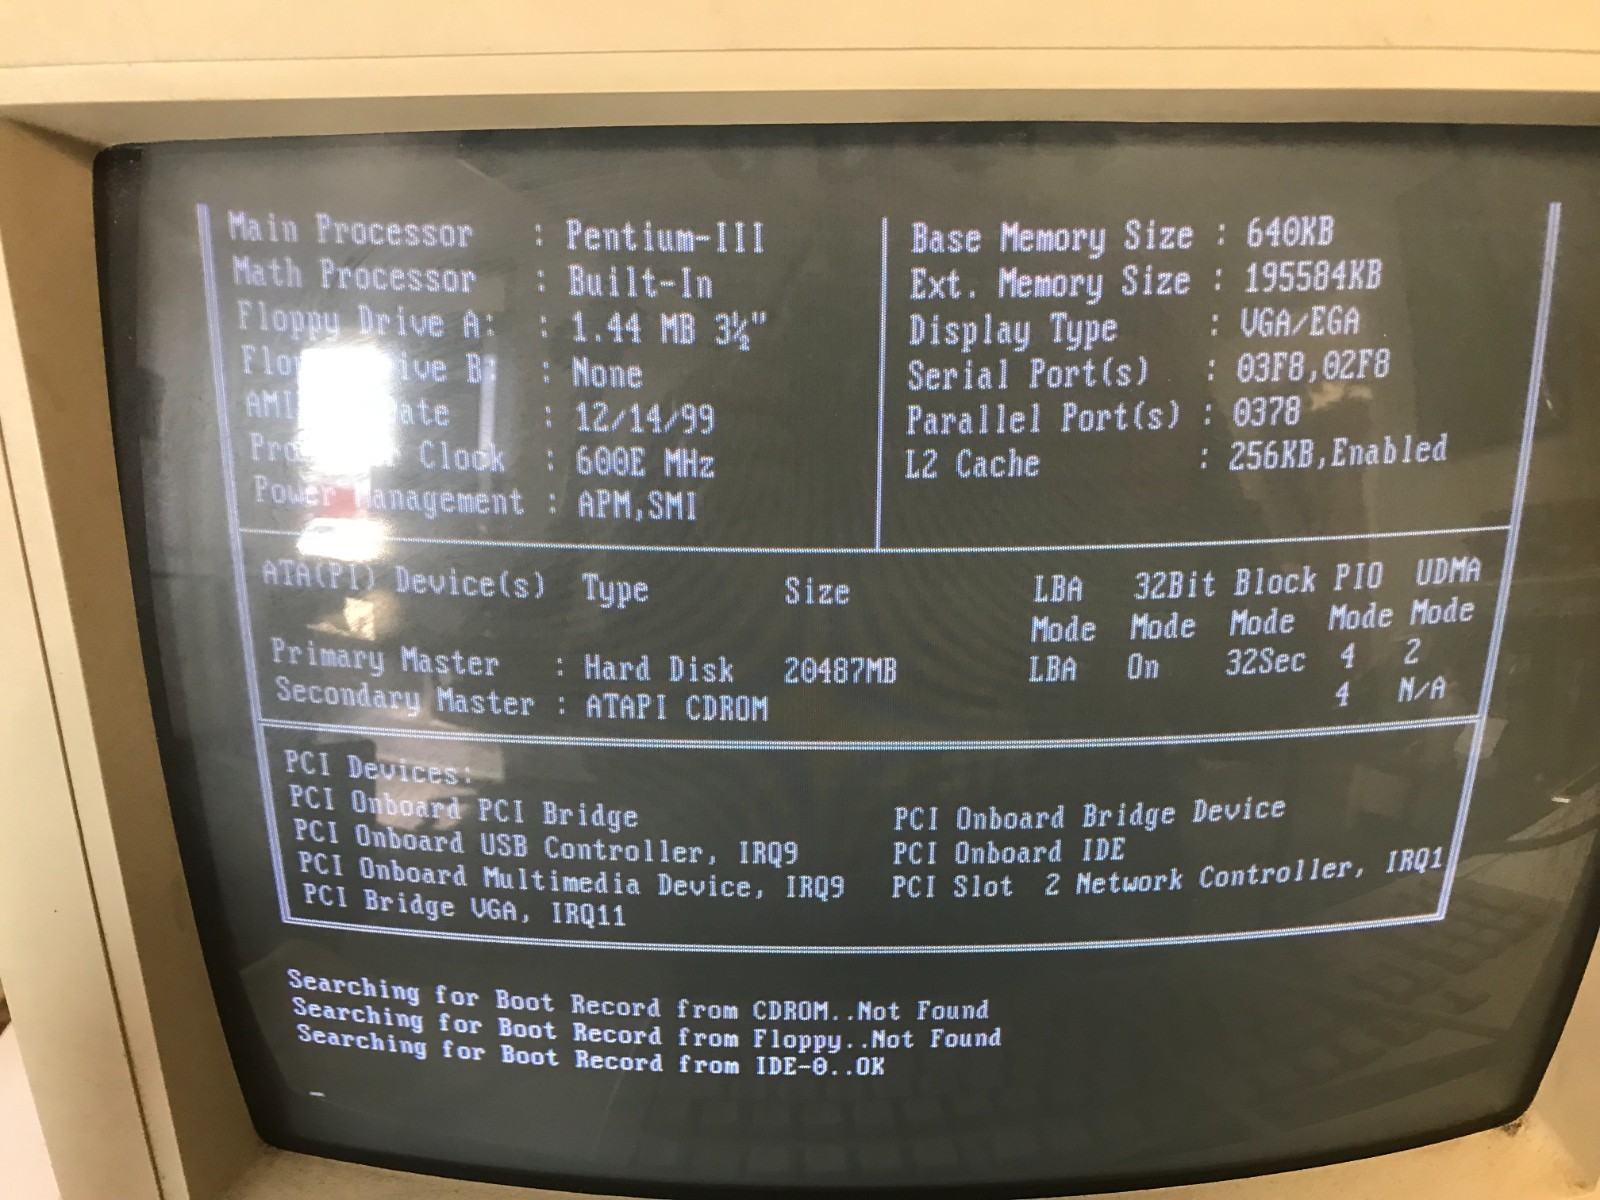 Main Processor : Pentium-III
Math Processor : Built-In
Floppy Drive A: : 1.44 MB 3½"
B: : None
AMI : 12/14/99
Clock : 600E MHz
Power Management : APM,SMI
Base Memory Size : 640KB
Ext. Memory Size : 195584KB
Display Type : VGA/EGA
Serial Port(s) : 03F8,02F8
Parallel Port(s) : 0378
L2 Cache : 256KB,Enabled
ATA(PI) Device(s) Type Size LBA 32Bit Block PIO UDMA
Mode Mode Mode Mode Mode
Primary Master : Hard Disk 20487MB LBA On 32Sec 4 2
Secondary Master : ATAPI CDROM 4 N/A
PCI Devices:
PCI Onboard PCI Bridge
PCI Onboard USB Controller, IRQ9
PCI Onboard Multimedia Device, IRQ9
PCI Bridge VGA, IRQ11
PCI Onboard Bridge Device
PCI Onboard IDE
PCI Slot 2 Network Controller, IRQ1
Searching for Boot Record from CDROM..Not Found
Searching for Boot Record from Floppy..Not Found
Searching for Boot Record from IDE-0..OK
_